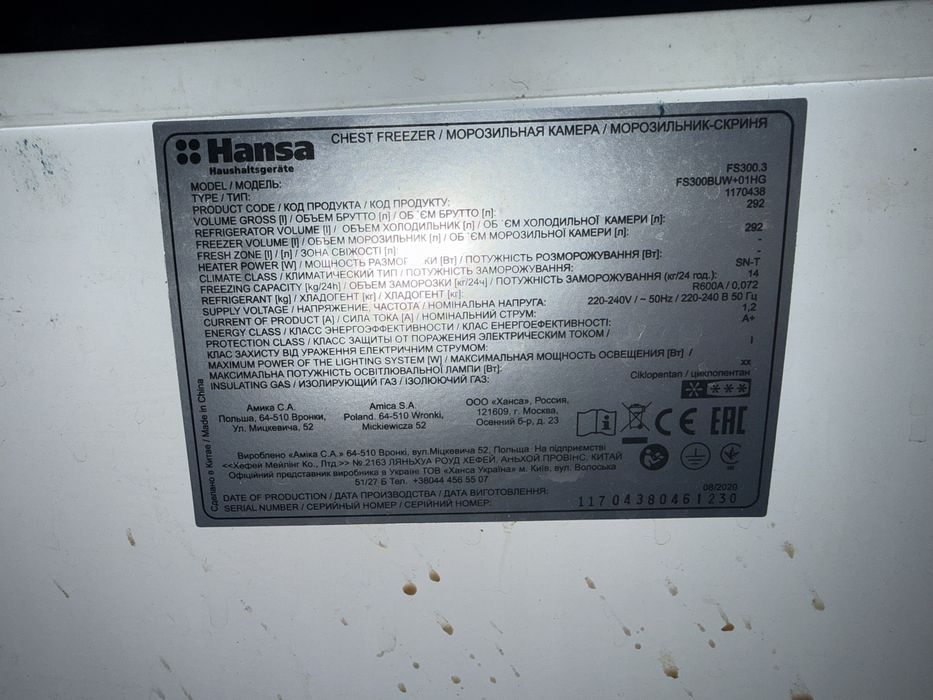 Hansa
Haushaltsgeräte
CHEST FREEZER / МОРОЗИЛЬНАЯ КАМЕРА / МОРОЗИЛЬНИК-СКРИНЯ
MODEL / МОДЕЛЬ: FS300.3
TYPE / ТИП: FS300BUW+01HG
PRODUCT CODE / КОД ПРОДУКТА / КОД ПРОДУКТУ: 1170438
VOLUME GROSS [l] / ОБЪЕМ БРУТТО [л] / ОБ`ЄМ БРУТТО [л]: 292
REFRIGERATOR VOLUME [l] / ОБЪЕМ ХОЛОДИЛЬНИК [л] / ОБ`ЄМ ХОЛОДИЛЬНОЇ КАМЕРИ [л]: -
FREEZER VOLUME [l] / ОБЪЕМ МОРОЗИЛЬНИК [л] / ОБ`ЄМ МОРОЗИЛЬНОЇ КАМЕРИ [л]: 292
FRESH ZONE [l] / [л] / ЗОНА СВІЖОСТІ [л]: -
HEATER POWER [W] / МОЩНОСТЬ КИ [Вт] / ПОТУЖНІСТЬ РОЗМОРОЖУВАННЯ [Вт]: -
CLIMATE CLASS / КЛИМАТИЧЕСКИЙ ТИП / ПОТУЖНІСТЬ ЗАМОРОЖУВАННЯ: SN-T
FREEZING CAPACITY [kg/24h] / ОБЪЕМ ЗАМОРОЗКИ [кг/24ч] / ПОТУЖНІСТЬ ЗАМОРОЖУВАННЯ (кг/24 год.): 14
REFRIGERANT [kg] / ХЛАДОГЕНТ [кг] / ХЛАДОГЕНТ [кг]: R600A / 0,072
SUPPLY VOLTAGE / НАПРЯЖЕНИЕ, ЧАСТОТА / НОМІНАЛЬНА НАПРУГА: 220-240V / ~ 50Hz / 220-240 В 50 Гц
CURRENT OF PRODUCT [A] / СИЛА ТОКА [A] / НОМІНАЛЬНИЙ СТРУМ: 1,2
ENERGY CLASS / КЛАСС ЭНЕРГОЭФФЕКТИВНОСТИ / КЛАС ЕНЕРГОЕФЕКТИВНОСТІ: A+
PROTECTION CLASS / КЛАСС ЗАЩИТЫ ОТ ПОРАЖЕНИЯ ЭЛЕКТРИЧЕСКИМ ТОКОМ /
КЛАС ЗАХИСТУ ВІД УРАЖЕННЯ ЕЛЕКТРИЧНИМ СТРУМОМ: I
MAXIMUM POWER OF THE LIGHTING SYSTEM [W] / МАКСИМАЛЬНАЯ МОЩНОСТЬ ОСВЕЩЕНИЯ [Вт] /
МАКСИМАЛЬНА ПОТУЖНІСТЬ ОСВІТЛЮВАЛЬНОЇ ЛАМПИ [Вт]: xx
INSULATING GAS / ИЗОЛИРУЮЩИЙ ГАЗ / ІЗОЛЮЮЧИЙ ГАЗ: Ciklopentan / циклопентан
Сделано в Китае / Made in China
Амика С.А.
Польша, 64-510 Вронки,
Ул. Мицкевича, 52
Amica S.A
Poland. 64-510 Wronki,
Mickiewicza 52
ООО «Ханса», Россия,
121609, г. Москва,
Осенний б-р, д. 23
CE EAC
Вироблено «Аміка С.А.» 64-510 Вронкі, вул.Міцкевича 52, Польща На підприємстві
<<Хефей Мейлінг Ко., Лтд.>> №2163 ЛЯНЬХУА РОУД ХЕФЕЙ, АНЬХОЙ ПРОВІНС, КИТАЙ
Офіційний представник виробника в Україні ТОВ «Ханса Україна» м. Київ, вул. Волоська
51/27 Б Тел. +38044 456 55 07
DATE OF PRODUCTION / ДАТА ПРОИЗВОДСТВА / ДАТА ВИГОТОВЛЕННЯ: 08/2020
SERIAL NUMBER / СЕРИЙНЫЙ НОМЕР / СЕРІЙНИЙ НОМЕР: 11704380461230